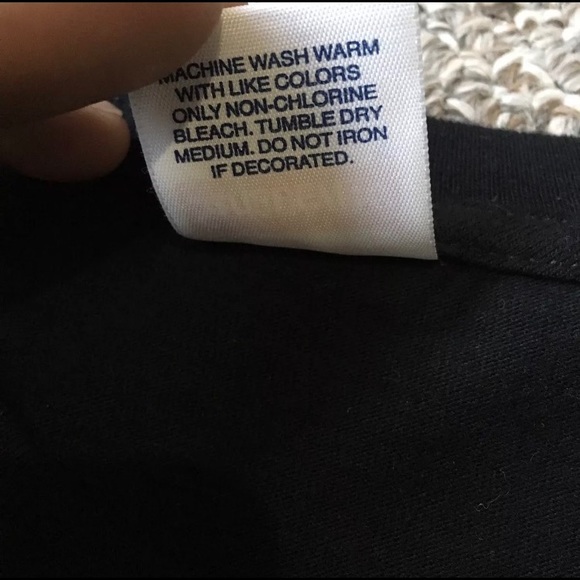 MACHINE WASH WARM
WITH LIKE COLORS
ONLY NON-CHLORINE
BLEACH. TUMBLE DRY
MEDIUM. DO NOT IRON
IF DECORATED.